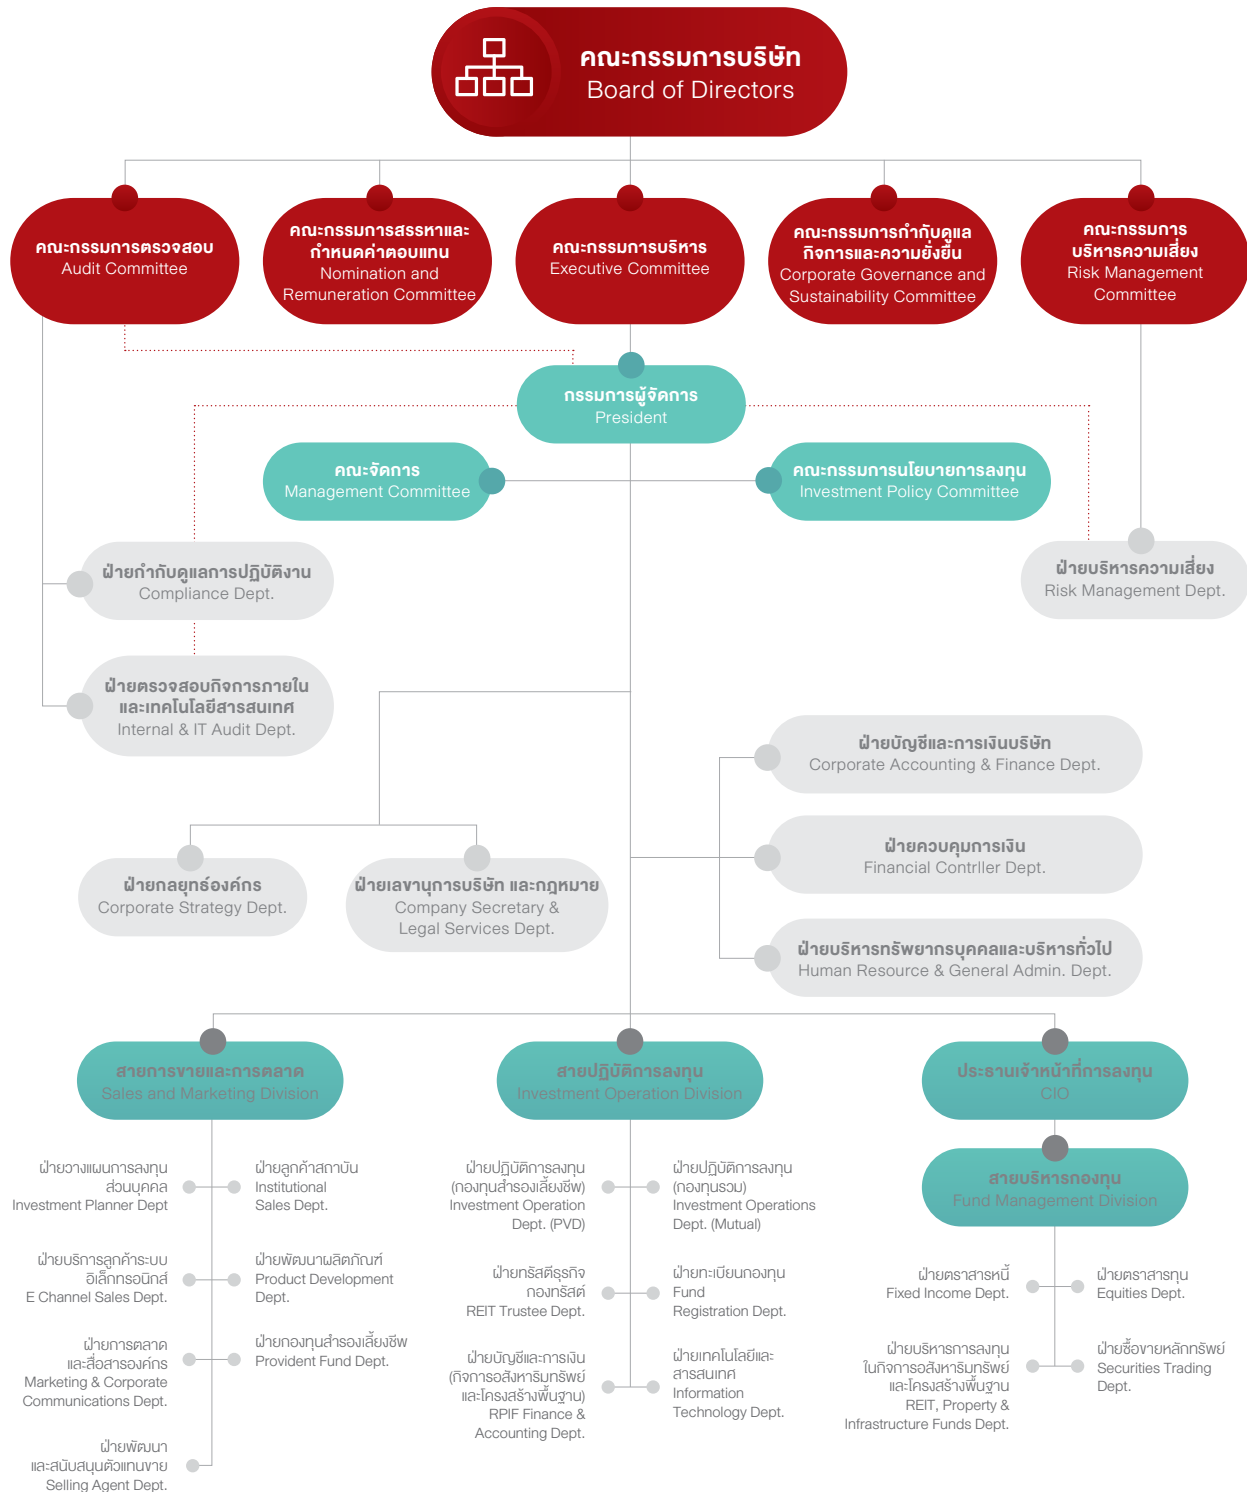 คณะกรรมการบริษัท
Board of Directors
คณะกรรมการตรวจสอบ
Audit Committee
คณะกรรมการสรรหาและ
กำหนดค่าตอบแทน
Nomination and
Remuneration Committee
คณะกรรมการบริหาร
Executive Committee
คณะกรรมการกำกับดูแล
กิจการและความยั่งยืน
Corporate Governance and
Sustainability Committee
คณะกรรมการ
บริหารความเสี่ยง
Risk Management
Committee
กรรมการผู้จัดการ
President
คณะจัดการ
Management Committee
คณะกรรมการนโยบายการลงทุน
Investment Policy Committee
ฝ่ายกำกับดูแลการปฏิบัติงาน
Compliance Dept.
ฝ่ายบริหารความเสี่ยง
Risk Management Dept.
ฝ่ายตรวจสอบกิจการภายใน
และเทคโนโลยีสารสนเทศ
Internal & IT Audit Dept.
ฝ่ายบัญชีและการเงินบริษัท
Corporate Accounting & Finance Dept.
ฝ่ายควบคุมการเงิน
Financial Contrller Dept.
ฝ่ายกลยุทธ์องค์กร
Corporate Strategy Dept.
ฝ่ายเลขานุการบริษัท และกฎหมาย
Company Secretary &
Legal Services Dept.
ฝ่ายบริหารทรัพยากรบุคคลและบริหารทั่วไป
Human Resource & General Admin. Dept.
สายการขายและการตลาด
Sales and Marketing Division
สายปฏิบัติการลงทุน
Investment Operation Division
ประธานเจ้าหน้าที่การลงทุน
CIO
ฝ่ายวางแผนการลงทุน
ส่วนบุคคล
Investment Planner Dept
ฝ่ายลูกค้าสถาบัน
Institutional
Sales Dept.
ฝ่ายบริการลูกค้าระบบ
อิเล็กทรอนิกส์
E Channel Sales Dept.
ฝ่ายพัฒนาผลิตภัณฑ์
Product Development
Dept.
ฝ่ายการตลาด
และสื่อสารองค์กร
Marketing & Corporate
Communications Dept.
ฝ่ายกองทุนสำรองเลี้ยงชีพ
Provident Fund Dept.
ฝ่ายพัฒนา
และสนับสนุนตัวแทนขาย
Selling Agent Dept.
ฝ่ายปฏิบัติการลงทุน
(กองทุนสำรองเลี้ยงชีพ)
Investment Operation
Dept. (PVD)
ฝ่ายปฏิบัติการลงทุน
(กองทุนรวม)
Investment Operations
Dept. (Mutual)
ฝ่ายทรัสตีธุรกิจ
กองทรัสต์
REIT Trustee Dept.
ฝ่ายทะเบียนกองทุน
Fund
Registration Dept.
ฝ่ายบัญชีและการเงิน
(กิจการอสังหาริมทรัพย์
และโครงสร้างพื้นฐาน)
RPIF Finance &
Accounting Dept.
ฝ่ายเทคโนโลยีและ
สารสนเทศ
Information
Technology Dept.
สายบริหารกองทุน
Fund Management Division
ฝ่ายตราสารหนี้
Fixed Income Dept.
ฝ่ายตราสารทุน
Equities Dept.
ฝ่ายบริหารการลงทุน
ในกิจการอสังหาริมทรัพย์
และโครงสร้างพื้นฐาน
REIT, Property &
Infrastructure Funds Dept.
ฝ่ายซื้อขายหลักทรัพย์
Securities Trading
Dept.